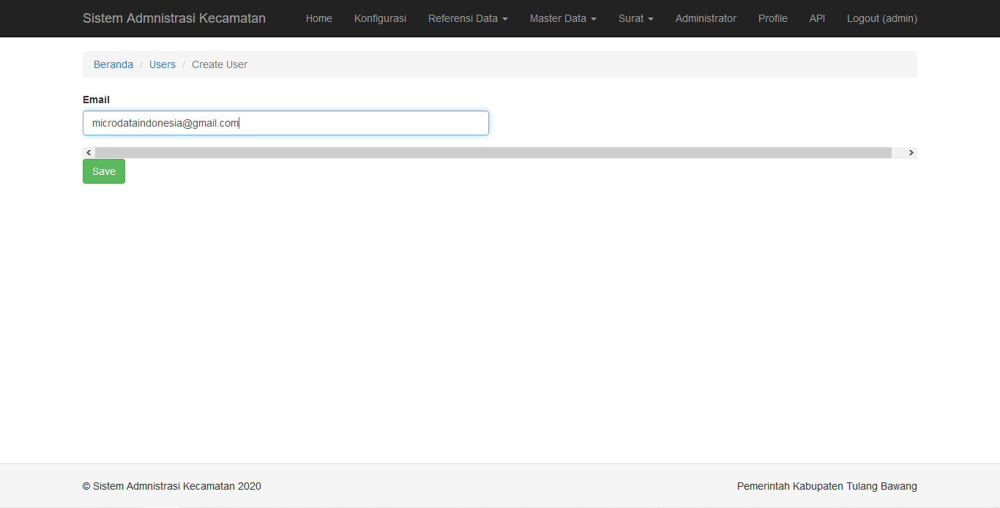 Sistem Admnistrasi Kecamatan Home Konfigurasi Referensi Data Master Data Surat Administrator Profile API Logout (admin)
Beranda / Users / Create User
Email
microdataindonesia@gmail.com
Save
© Sistem Admnistrasi Kecamatan 2020 Pemerintah Kabupaten Tulang Bawang